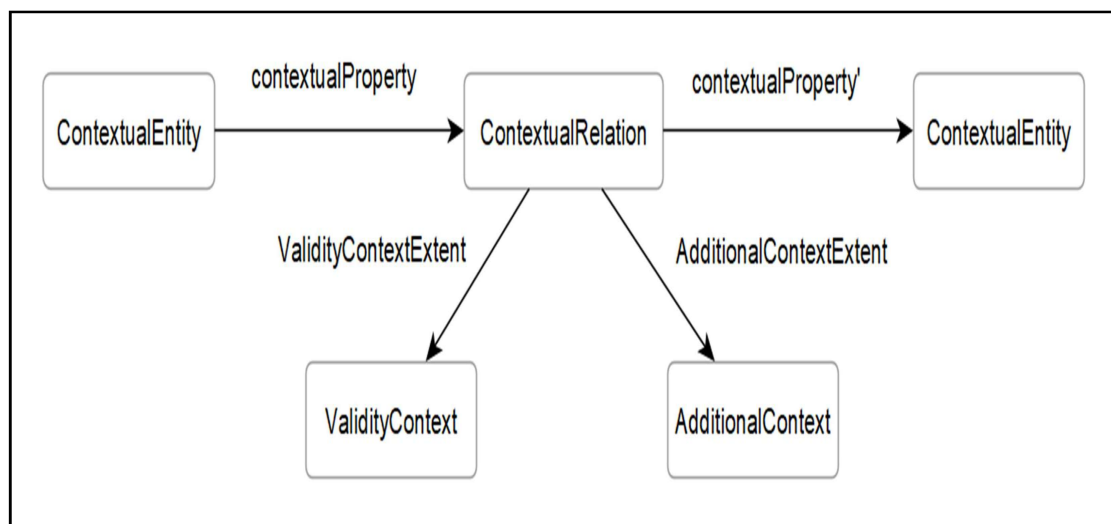 contextualProperty
contextualProperty'
ContextualEntity
ContextualRelation
ContextualEntity
ValidityContextExtent
AdditionalContextExtent
ValidityContext
AdditionalContext